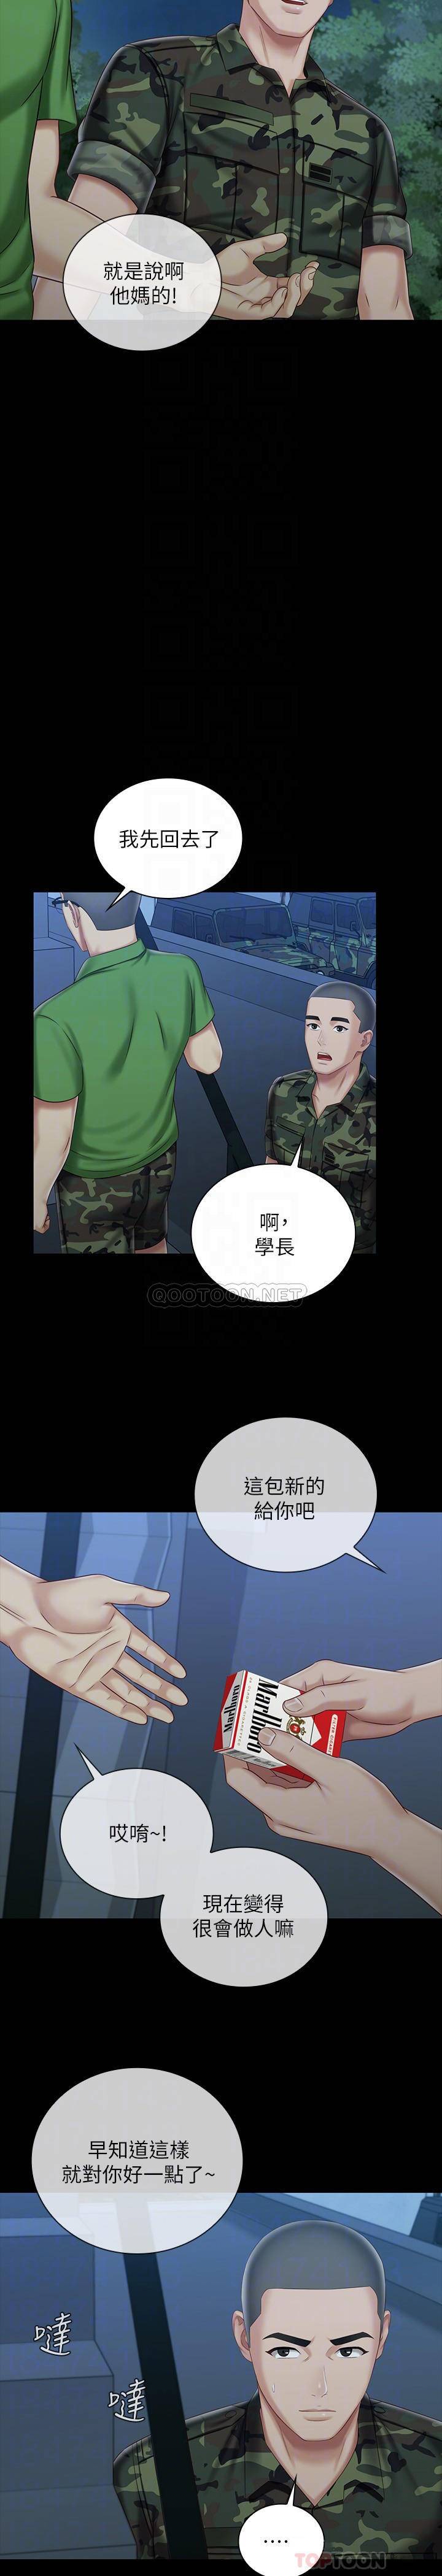 就是說啊
他媽的!
我先回去了
啊,
學長
QOOTOON.NET
這包新的
給你吧
Marlboro
Marlboro
哎唷~!
現在變得
很會做人嘛
早知道這樣
就對你好一點了~
噠
噠
....
TOPTOON